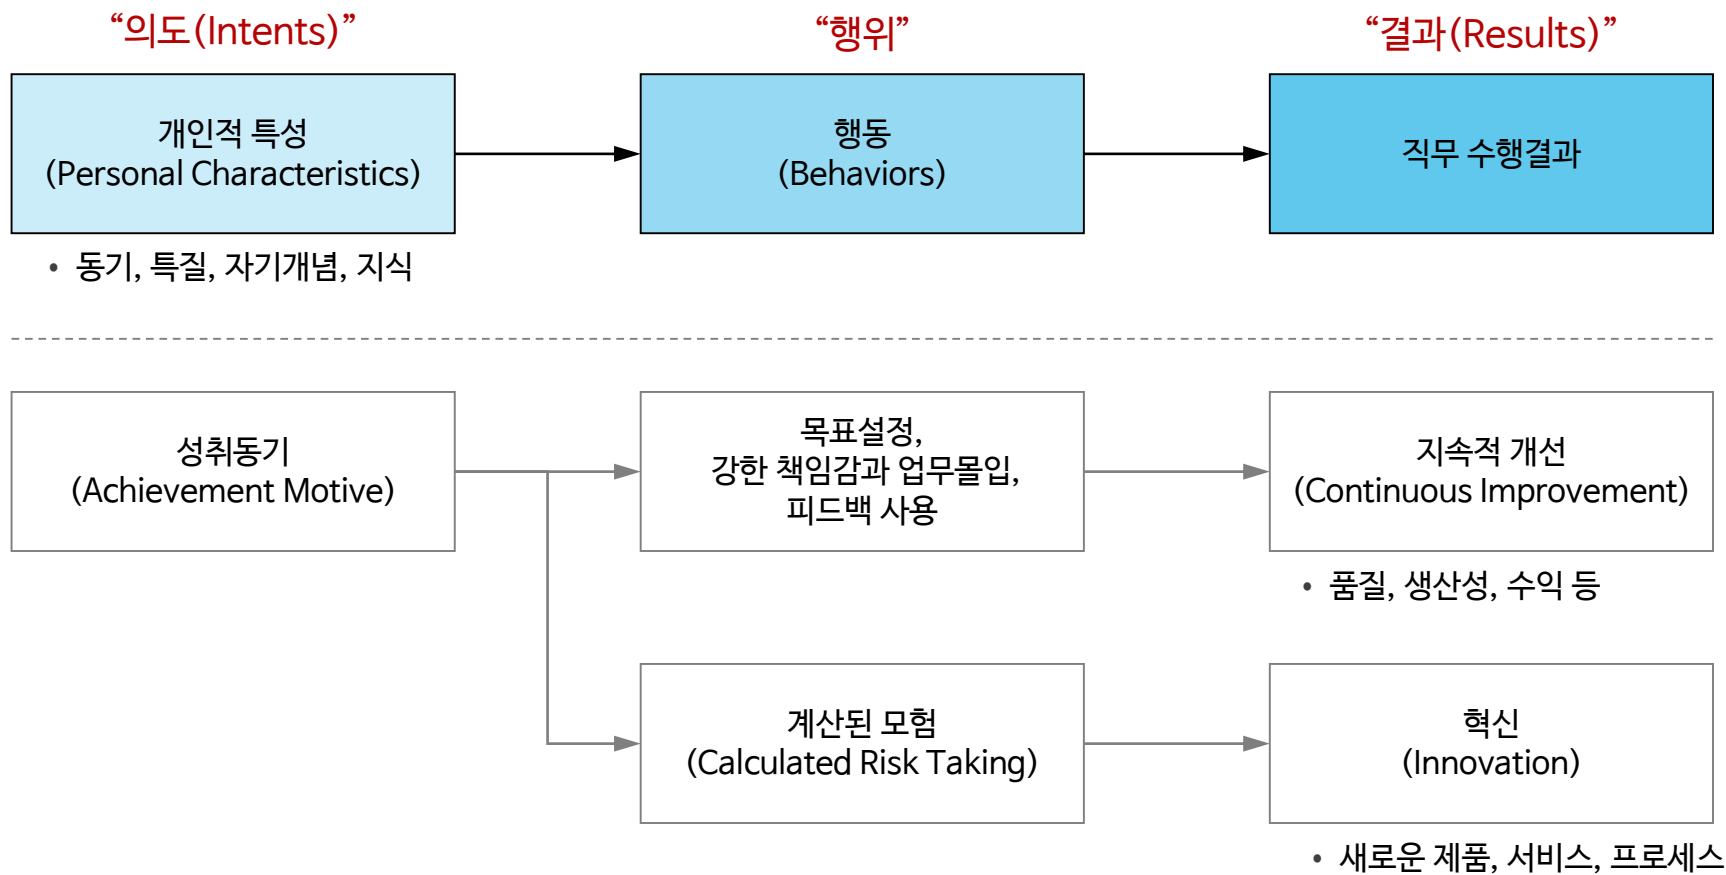 “의도(Intents)”
“행위”
“결과(Results)”
개인적 특성
(Personal Characteristics)
행동
(Behaviors)
직무 수행결과
• 동기, 특질, 자기개념, 지식
성취동기
(Achievement Motive)
목표설정,
강한 책임감과 업무몰입,
피드백 사용
지속적 개선
(Continuous Improvement)
• 품질, 생산성, 수익 등
계산된 모험
(Calculated Risk Taking)
혁신
(Innovation)
• 새로운 제품, 서비스, 프로세스